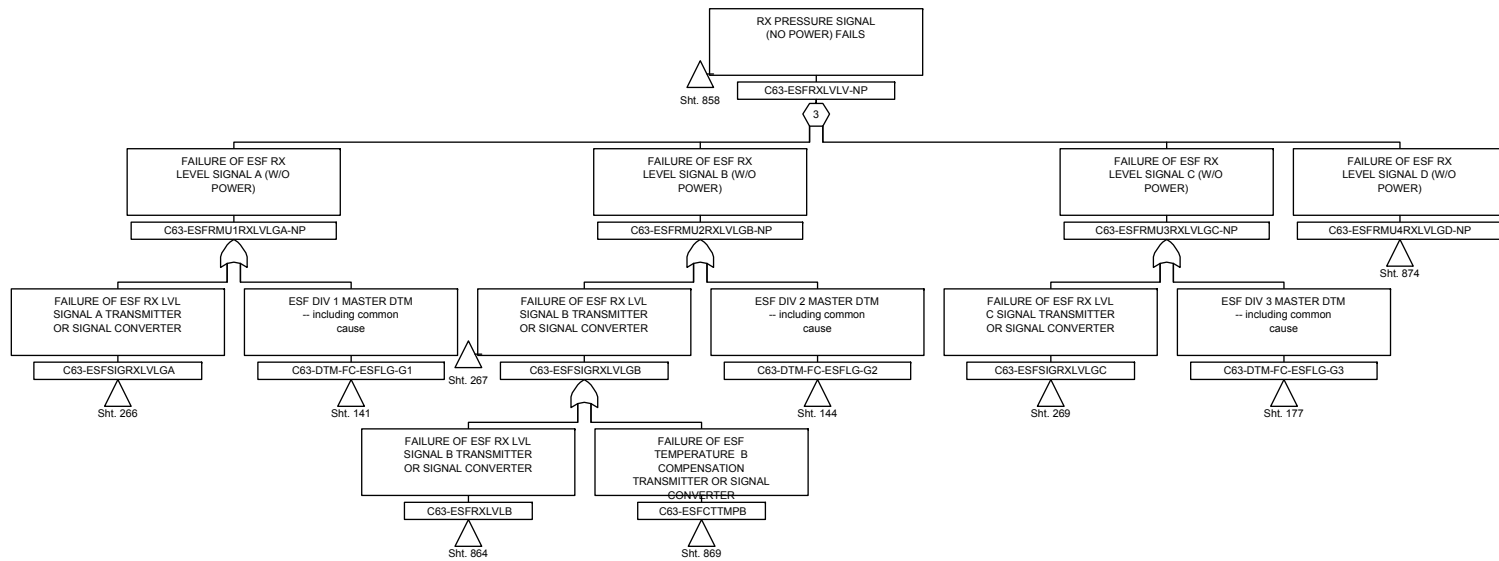 RX PRESSURE SIGNAL
(NO POWER) FAILS
Sht. 858
C63-ESFRXLVLV-NP
3
FAILURE OF ESF RX
LEVEL SIGNAL A (W/O
POWER)
C63-ESFRMU1RXLVLGA-NP
FAILURE OF ESF RX
LEVEL SIGNAL B (W/O
POWER)
C63-ESFRMU2RXLVLGB-NP
FAILURE OF ESF RX
LEVEL SIGNAL C (W/O
POWER)
C63-ESFRMU3RXLVLGC-NP
FAILURE OF ESF RX
LEVEL SIGNAL D (W/O
POWER)
C63-ESFRMU4RXLVLGD-NP
Sht. 874
FAILURE OF ESF RX LVL
SIGNAL A TRANSMITTER
OR SIGNAL CONVERTER
C63-ESFSIGRXLVLGA
Sht. 266
ESF DIV 1 MASTER DTM
-- including common
cause
C63-DTM-FC-ESFLG-G1
Sht. 141
FAILURE OF ESF RX LVL
SIGNAL B TRANSMITTER
OR SIGNAL CONVERTER
Sht. 267
C63-ESFSIGRXLVLGB
ESF DIV 2 MASTER DTM
-- including common
cause
C63-DTM-FC-ESFLG-G2
Sht. 144
FAILURE OF ESF RX LVL
C SIGNAL TRANSMITTER
OR SIGNAL CONVERTER
C63-ESFSIGRXLVLGC
Sht. 269
ESF DIV 3 MASTER DTM
-- including common
cause
C63-DTM-FC-ESFLG-G3
Sht. 177
FAILURE OF ESF RX LVL
SIGNAL B TRANSMITTER
OR SIGNAL CONVERTER
C63-ESFRXLVLB
Sht. 864
FAILURE OF ESF
TEMPERATURE B
COMPENSATION
TRANSMITTER OR SIGNAL
CONVERTER
C63-ESFCTTMPB
Sht. 869